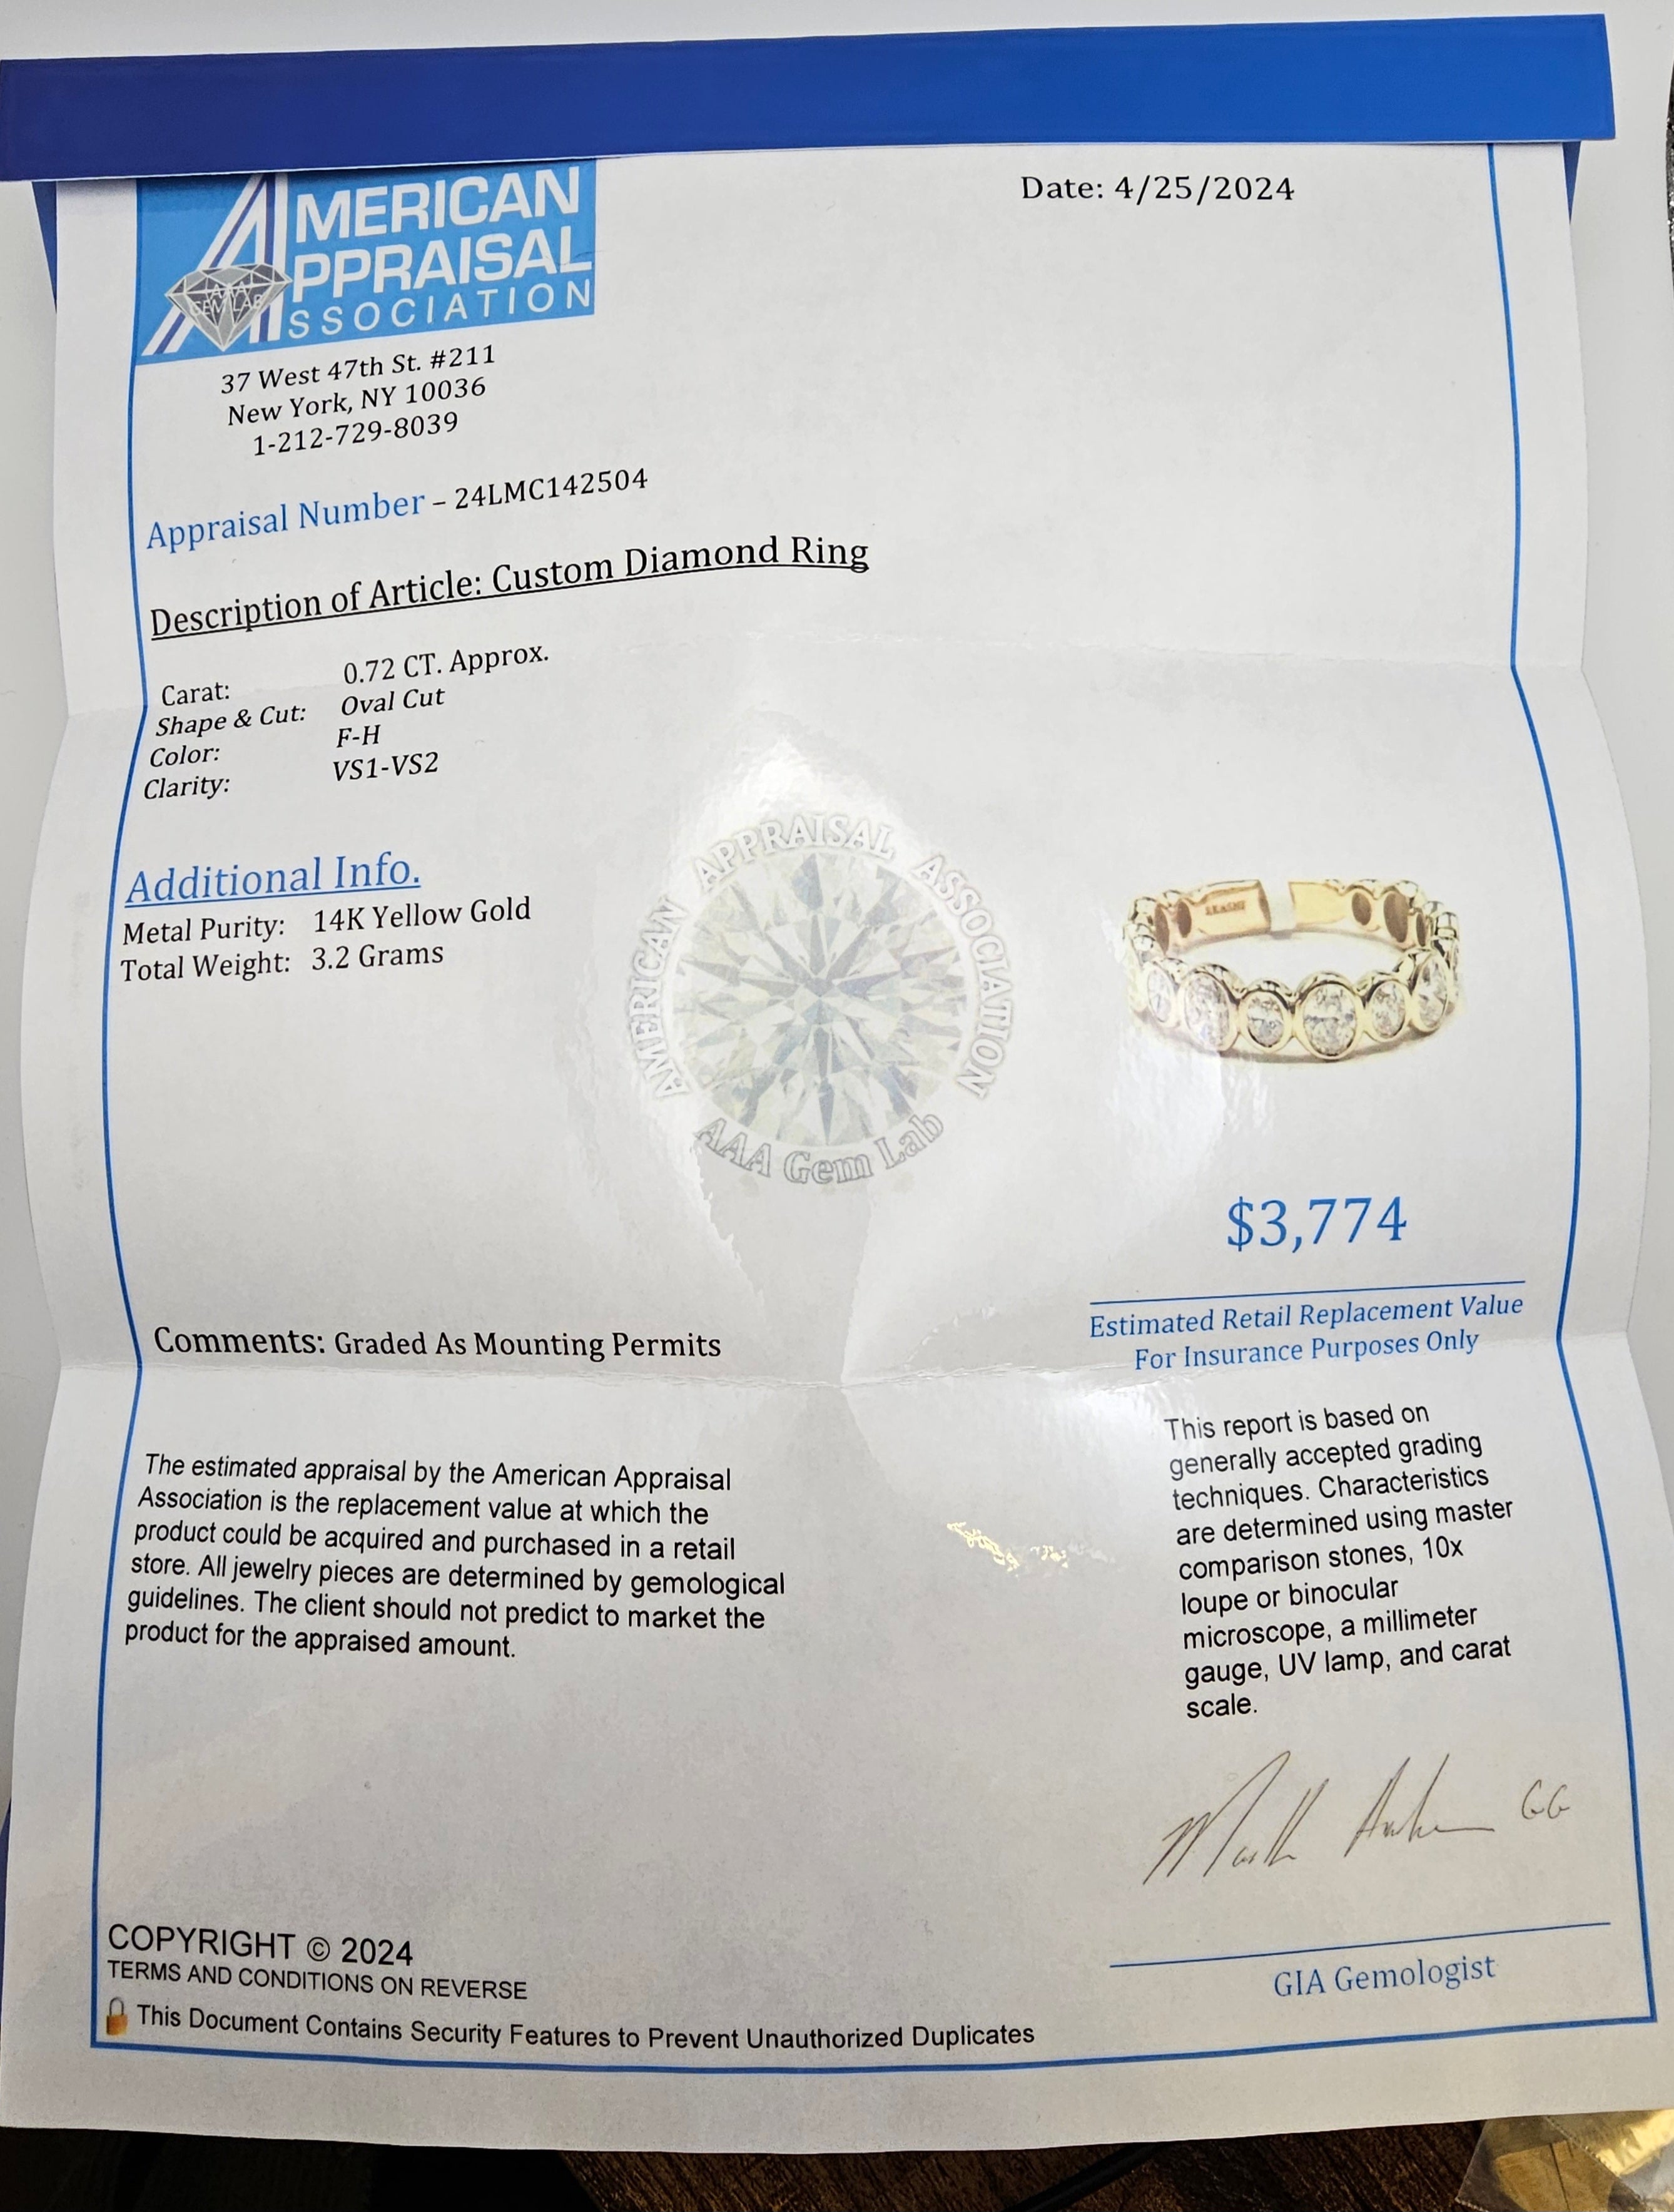 AMERICAN
APPRAISAL
ASSOCIATION
AAA
GEM LAB
Date: 4/25/2024
37 West 47th St. #211
New York, NY 10036
1-212-729-8039
Appraisal Number – 24LMC142504
Description of Article: Custom Diamond Ring
Carat: 0.72 CT. Approx.
Shape & Cut: Oval Cut
Color: F-H
Clarity: VS1-VS2
Additional Info.
Metal Purity: 14K Yellow Gold
Total Weight: 3.2 Grams
AMERICAN APPRAISAL ASSOCIATION
AAA Gem Lab
$3,774
Estimated Retail Replacement Value
For Insurance Purposes Only
Comments: Graded As Mounting Permits
The estimated appraisal by the American Appraisal
Association is the replacement value at which the
product could be acquired and purchased in a retail
store. All jewelry pieces are determined by gemological
guidelines. The client should not predict to market the
product for the appraised amount.
This report is based on
generally accepted grading
techniques. Characteristics
are determined using master
comparison stones, 10x
loupe or binocular
microscope, a millimeter
gauge, UV lamp, and carat
scale.
GG
GIA Gemologist
COPYRIGHT © 2024
TERMS AND CONDITIONS ON REVERSE
This Document Contains Security Features to Prevent Unauthorized Duplicates